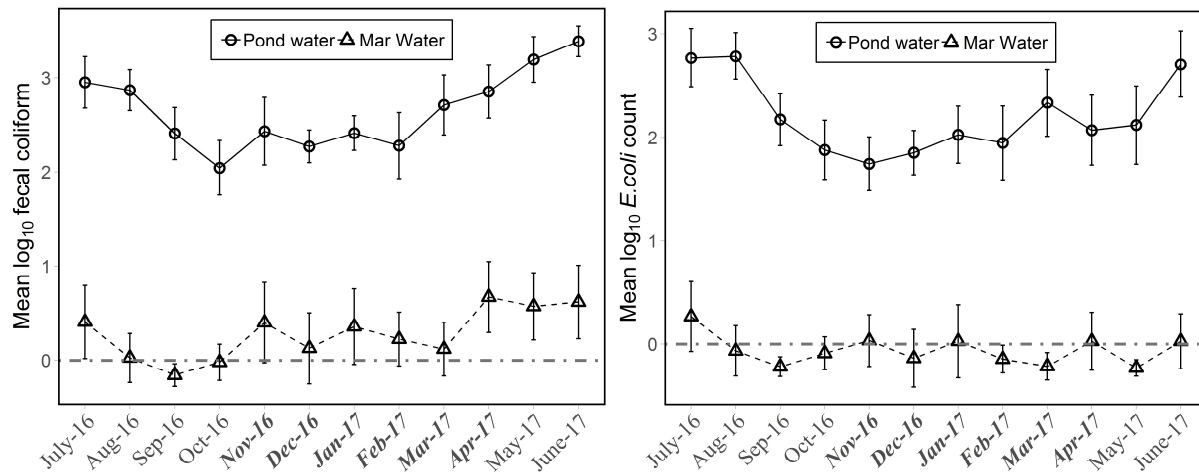 Pond water Mar Water
Mean log10 fecal coliform
3
2
1
0
July-16
Aug-16
Sep-16
Oct-16
Nov-16
Dec-16
Jan-17
Feb-17
Mar-17
Apr-17
May-17
June-17
Pond water Mar Water
Mean log10 E.coli count
3
2
1
0
July-16
Aug-16
Sep-16
Oct-16
Nov-16
Dec-16
Jan-17
Feb-17
Mar-17
Apr-17
May-17
June-17